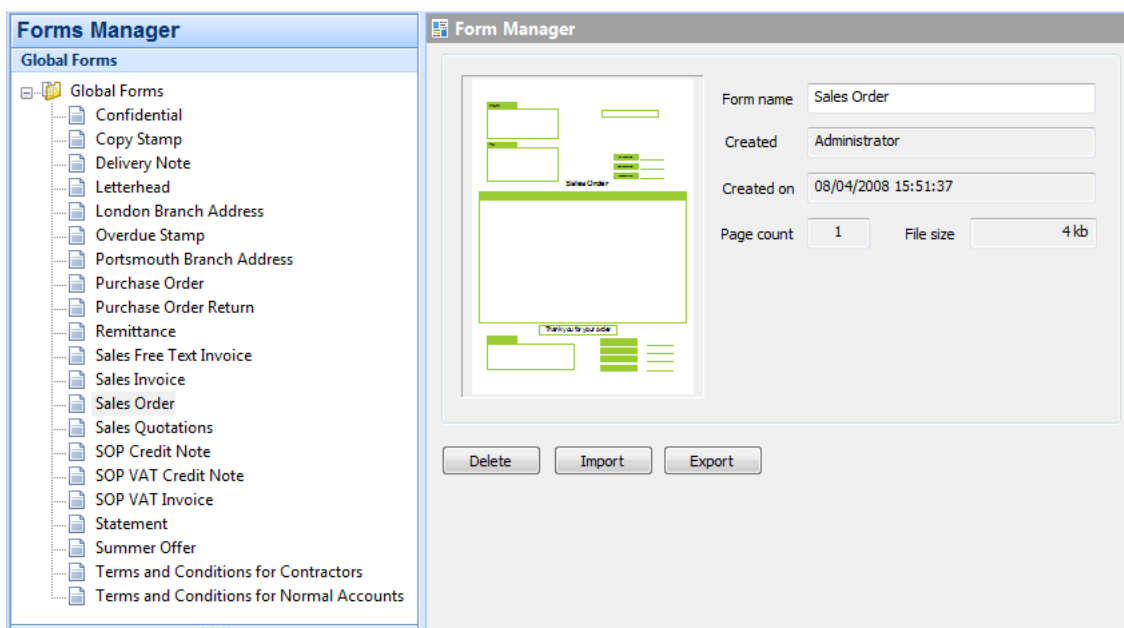 Forms Manager
Global Forms
Global Forms
Confidential
Copy Stamp
Delivery Note
Letterhead
London Branch Address
Overdue Stamp
Portsmouth Branch Address
Purchase Order
Purchase Order Return
Remittance
Sales Free Text Invoice
Sales Invoice
Sales Order
Sales Quotations
SOP Credit Note
SOP VAT Credit Note
SOP VAT Invoice
Statement
Summer Offer
Terms and Conditions for Contractors
Terms and Conditions for Normal Accounts
Form Manager
Sales Order
Thank you for your order
Form name Sales Order
Created Administrator
Created on 08/04/2008 15:51:37
Page count 1 File size 4 kb
Delete Import Export